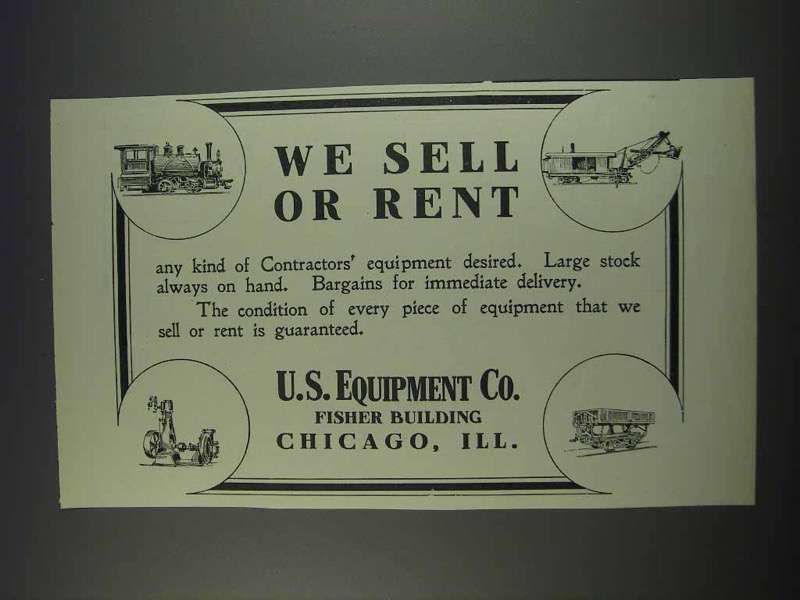 WE SELL
OR RENT
any kind of Contractors' equipment desired. Large stock
always on hand. Bargains for immediate delivery.
The condition of every piece of equipment that we
sell or rent is guaranteed.
U.S. EQUIPMENT CO.
FISHER BUILDING
CHICAGO, ILL.